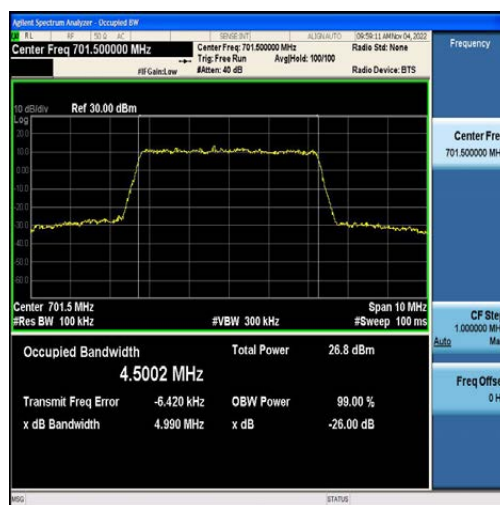 Agilent Spectrum Analyzer - Occupied BW
RL RF 50 Ω AC SENSE:INT ALIGN AUTO 09:59:11 AM Nov 04, 2022
Center Freq 701.500000 MHz
Center Freq: 701.500000 MHz
Radio Std: None
Trig: Free Run Avg|Hold: 100/100
#IFGain:Low
#Atten: 40 dB
Radio Device: BTS
10 dB/div Ref 30.00 dBm
Log
20.0
10.0
0.00
-10.0
-20.0
-30.0
-40.0
-50.0
-60.0
Center 701.5 MHz Span 10 MHz
#Res BW 100 kHz #VBW 300 kHz #Sweep 100 ms
Occupied Bandwidth Total Power 26.8 dBm
4.5002 MHz
Transmit Freq Error -6.420 kHz OBW Power 99.00 %
x dB Bandwidth 4.990 MHz x dB -26.00 dB
MSG STATUS
Frequency
Center Fre
701.500000 MH
CF Step
1.000000 MH
Auto Ma
Freq Offse
0 H